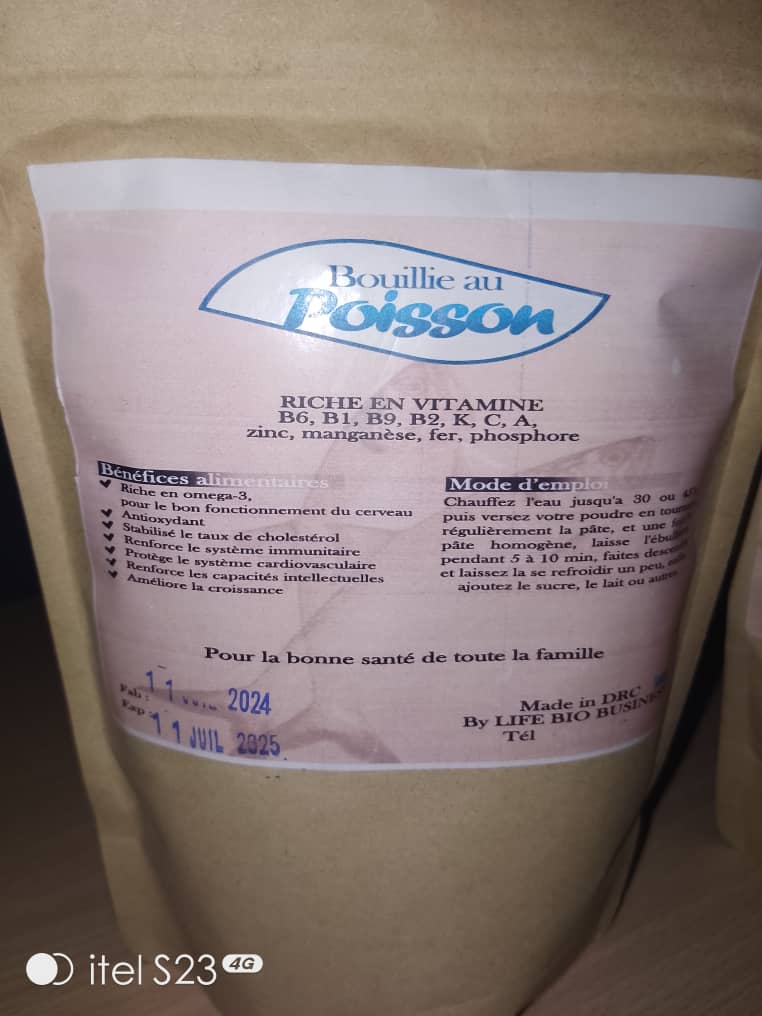 Bouillie au
Poisson
RICHE EN VITAMINE
B6, B1, B9, B2, K, C, A,
zinc, manganèse, fer, phosphore
Bénéfices alimentaires
Riche en omega-3,
pour le bon fonctionnement du cerveau
Antioxydant
Stabilisé le taux de cholestérol
Renforce le système immunitaire
Protège le système cardiovasculaire
Renforce les capacités intellectuelles
Améliore la croissance
Mode d'emploi
Chauffez l'eau jusqu'a 30 ou
puis versez votre poudre en
régulièrement la pâte, et une
pâte homogène, laisse
pendant 5 à 10 min, faites
et laissez la se refroidir un peu,
ajoutez le sucre, le lait ou
Pour la bonne santé de toute la famille
Fab : 11 2024
Exp : 11 JUIL 2025
Made in DRC
By LIFE BIO
Tél
itel S23 4G